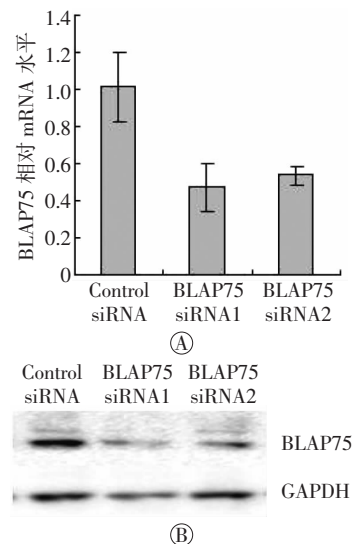 BLAP75 相对 mRNA 水平
1.4
1.2
1.0
0.8
0.6
0.4
0.2
0
Control BLAP75 BLAP75
siRNA siRNA1 siRNA2
Ⓐ
Control BLAP75 BLAP75
siRNA siRNA1 siRNA2
BLAP75
GAPDH
Ⓑ